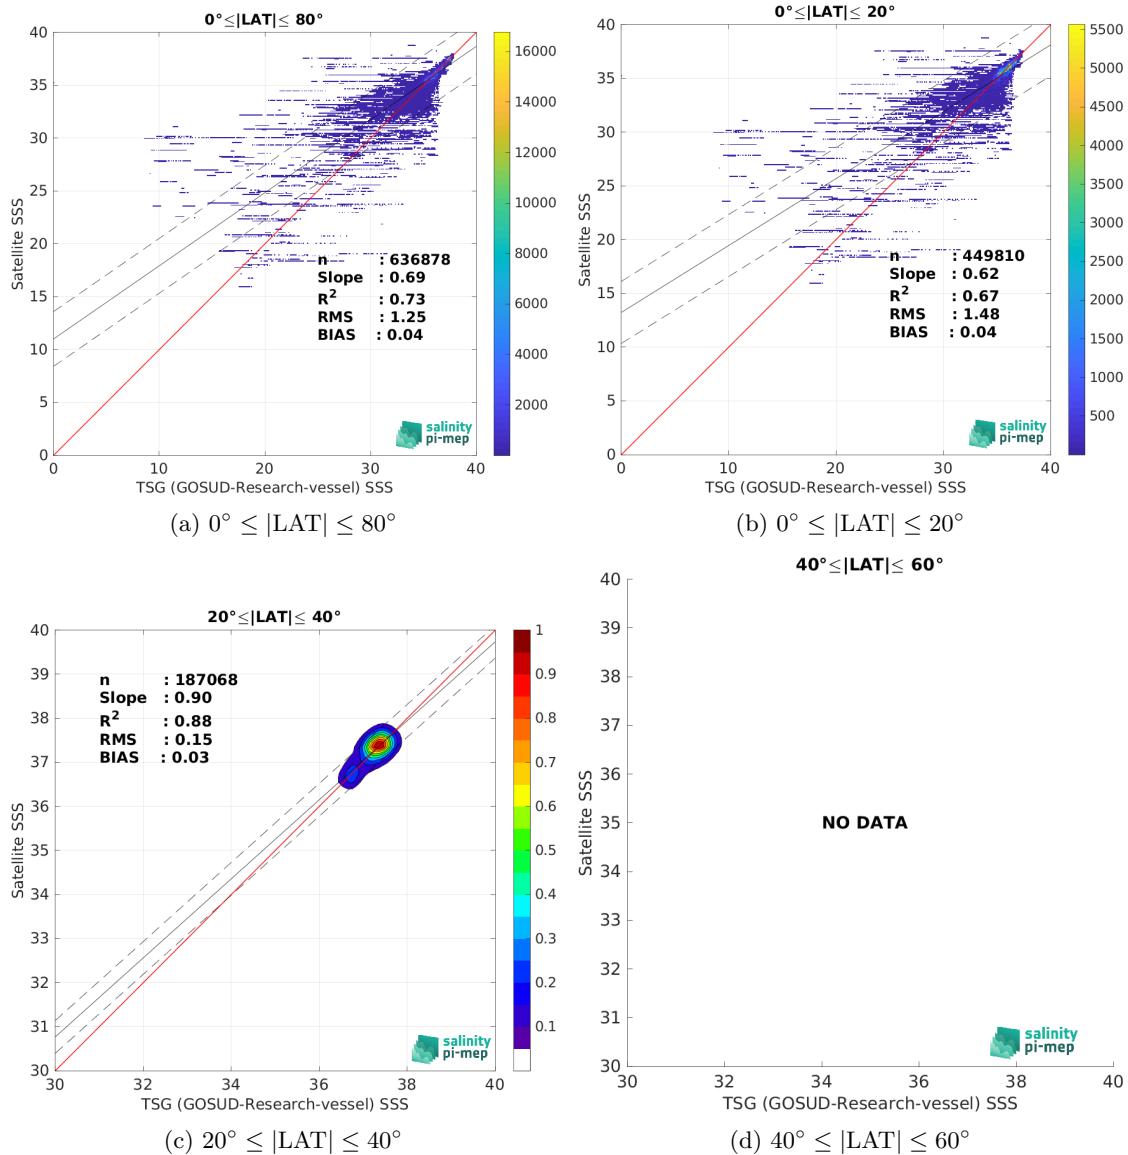 0°≤|LAT|≤ 80°
40
35
30
25
20
15
10
5
0
Satellite SSS
n : 636878
Slope : 0.69
R² : 0.73
RMS : 1.25
BIAS : 0.04
salinity
pi-mep
0 10 20 30 40
TSG (GOSUD-Research-vessel) SSS
16000
14000
12000
10000
8000
6000
4000
2000
(a) 0° ≤ |LAT| ≤ 80°
0°≤|LAT|≤ 20°
40
35
30
25
20
15
10
5
0
Satellite SSS
n : 449810
Slope : 0.62
R² : 0.67
RMS : 1.48
BIAS : 0.04
salinity
pi-mep
0 10 20 30 40
TSG (GOSUD-Research-vessel) SSS
5500
5000
4500
4000
3500
3000
2500
2000
1500
1000
500
(b) 0° ≤ |LAT| ≤ 20°
20°≤|LAT|≤ 40°
40
39
38
37
36
35
34
33
32
31
30
Satellite SSS
n : 187068
Slope : 0.90
R² : 0.88
RMS : 0.15
BIAS : 0.03
salinity
pi-mep
30 32 34 36 38 40
TSG (GOSUD-Research-vessel) SSS
1
0.9
0.8
0.7
0.6
0.5
0.4
0.3
0.2
0.1
(c) 20° ≤ |LAT| ≤ 40°
40°≤|LAT|≤ 60°
40
39
38
37
36
35
34
33
32
31
30
Satellite SSS
NO DATA
salinity
pi-mep
30 32 34 36 38 40
TSG (GOSUD-Research-vessel) SSS
(d) 40° ≤ |LAT| ≤ 60°